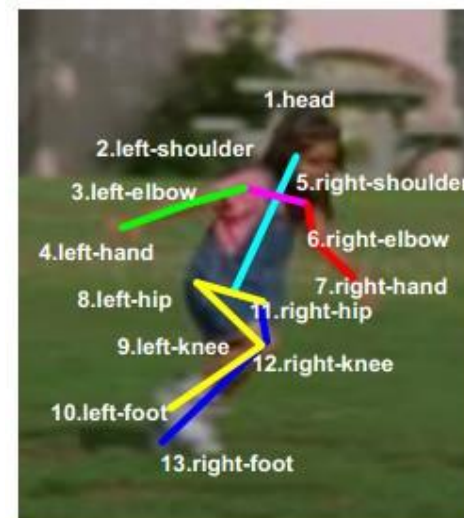 1.head
2.left-shoulder
5.right-shoulder
3.left-elbow
6.right-elbow
4.left-hand
7.right-hand
8.left-hip
11.right-hip
9.left-knee
12.right-knee
10.left-foot
13.right-foot